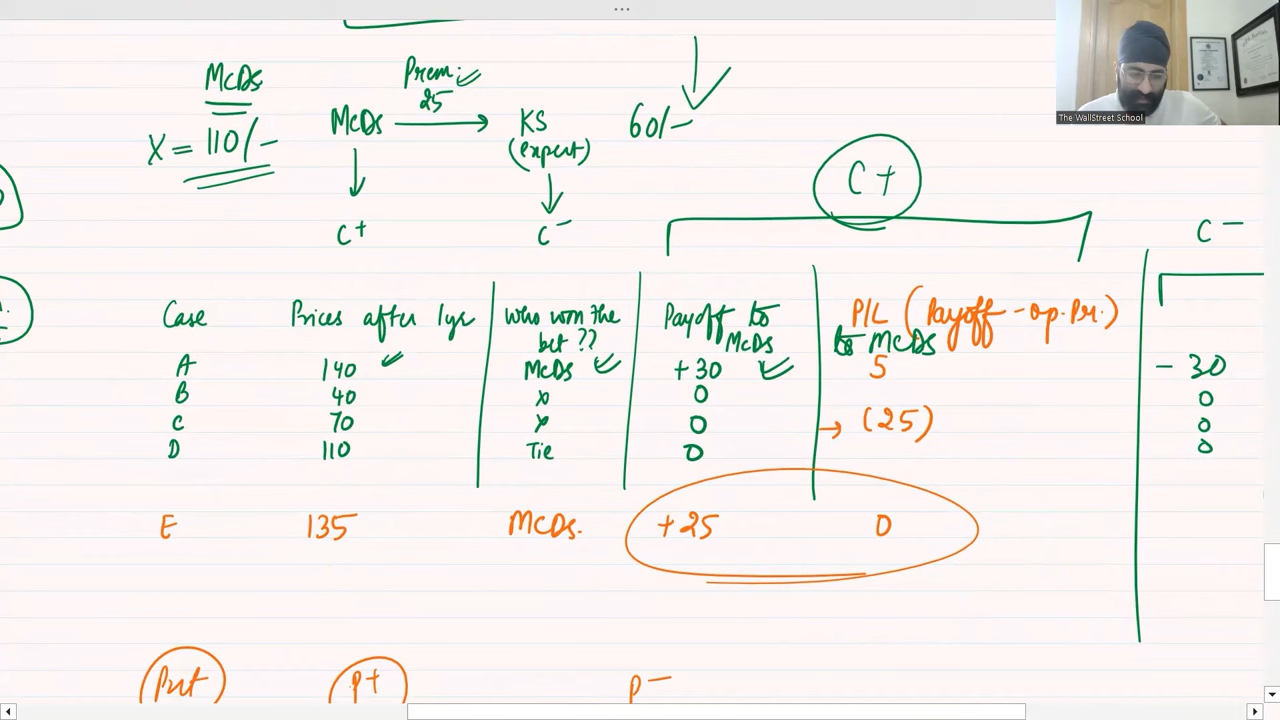 McDs
Prem:
25
McDs
KS
(expert)
60/-
X = 110/-
C+
C+
C-
C-
Case
Prices after 1yr
Who won the
bet ??
Payoff to
McDs
P/L (Payoff - Op. Pr.)
to McDs
A 140 McDs +30 5 - 30
B 40 x 0 0
C 70 x 0 (25) 0
D 110 Tie 0 0
E 135 McDs. +25 0
Put
P+
P-
The WallStreet School